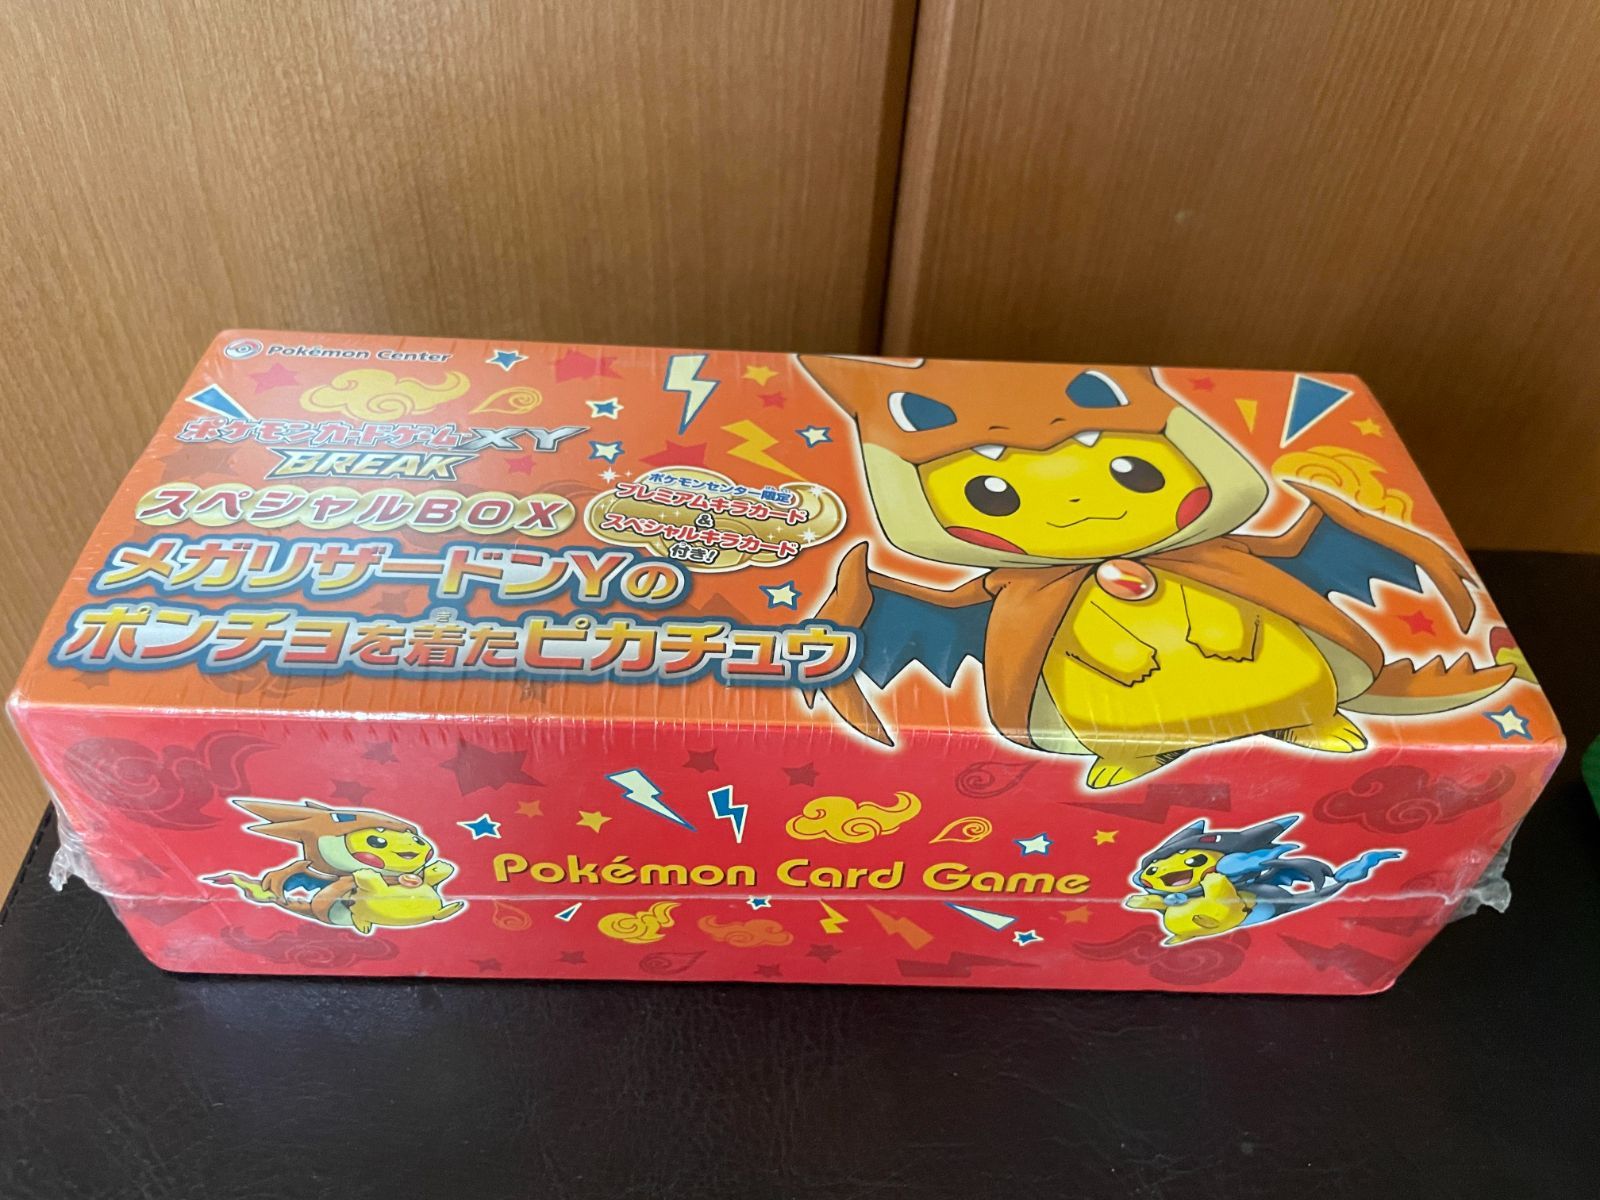 Pokémon Center
ポケモンカードゲームXY
BREAK
スペシャルBOX
ポケモンセンター限定
プレミアムキラカード
&
スペシャルキラカード
付き!
メガリザードンYの
ポンチョを着たピカチュウ
Pokémon Card Game